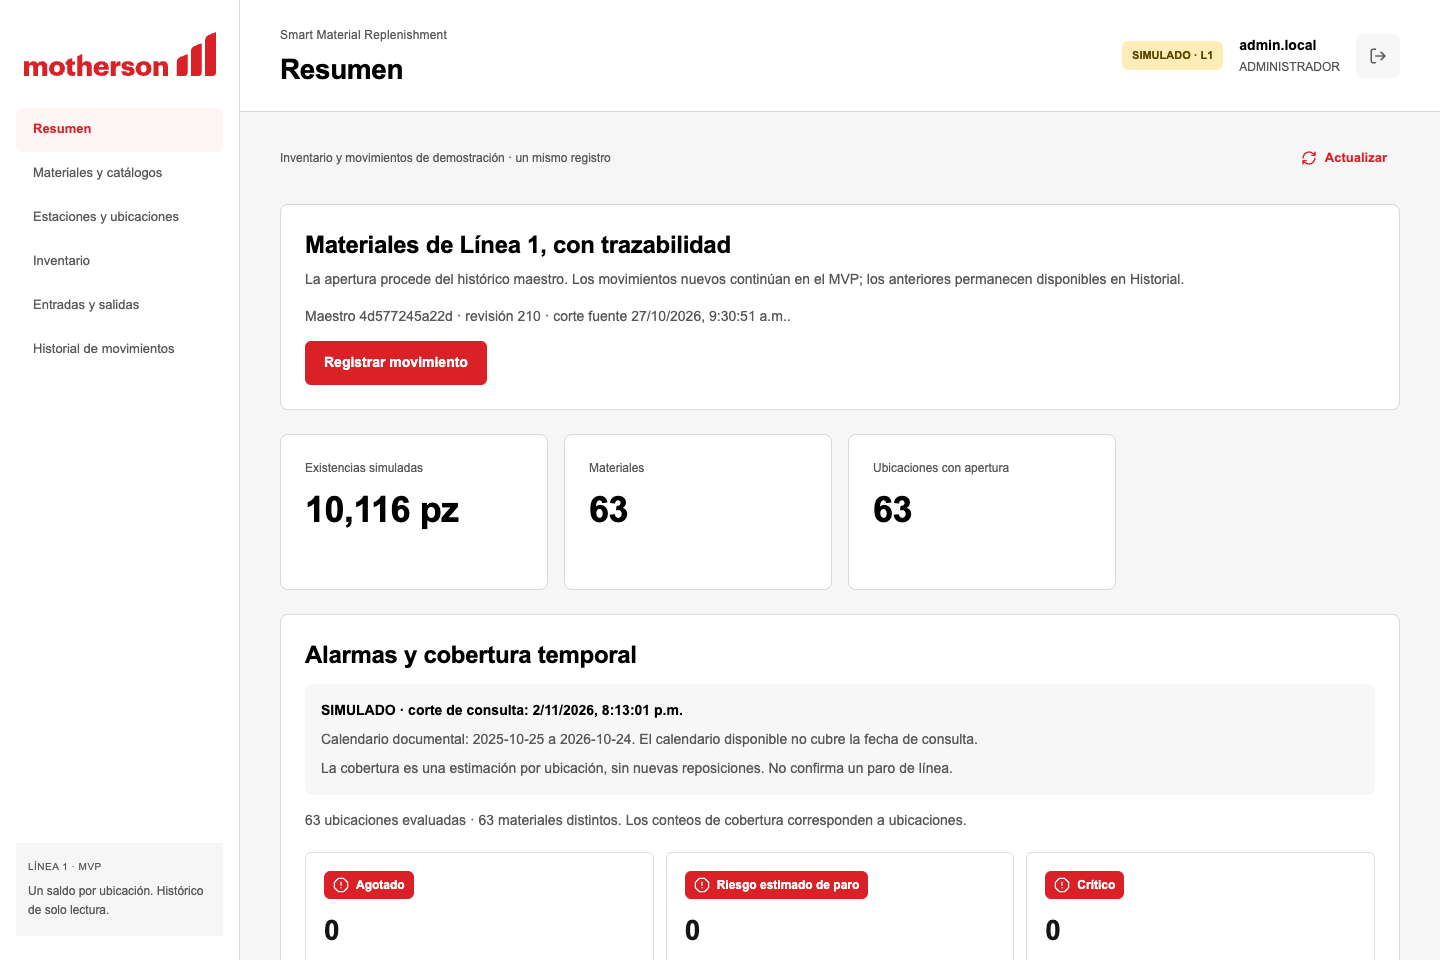 motherson
Resumen
Materiales y catálogos
Estaciones y ubicaciones
Inventario
Entradas y salidas
Historial de movimientos
LÍNEA 1 · MVP
Un saldo por ubicación. Histórico
de solo lectura.
Smart Material Replenishment
Resumen
SIMULADO · L1
admin.local
ADMINISTRADOR
Inventario y movimientos de demostración · un mismo registro
Actualizar
Materiales de Línea 1, con trazabilidad
La apertura procede del histórico maestro. Los movimientos nuevos continúan en el MVP; los anteriores permanecen disponibles en Historial.
Maestro 4d577245a22d · revisión 210 · corte fuente 27/10/2026, 9:30:51 a.m..
Registrar movimiento
Existencias simuladas
10,116 pz
Materiales
63
Ubicaciones con apertura
63
Alarmas y cobertura temporal
SIMULADO · corte de consulta: 2/11/2026, 8:13:01 p.m.
Calendario documental: 2025-10-25 a 2026-10-24. El calendario disponible no cubre la fecha de consulta.
La cobertura es una estimación por ubicación, sin nuevas reposiciones. No confirma un paro de línea.
63 ubicaciones evaluadas · 63 materiales distintos. Los conteos de cobertura corresponden a ubicaciones.
Agotado
0
Riesgo estimado de paro
0
Crítico
0